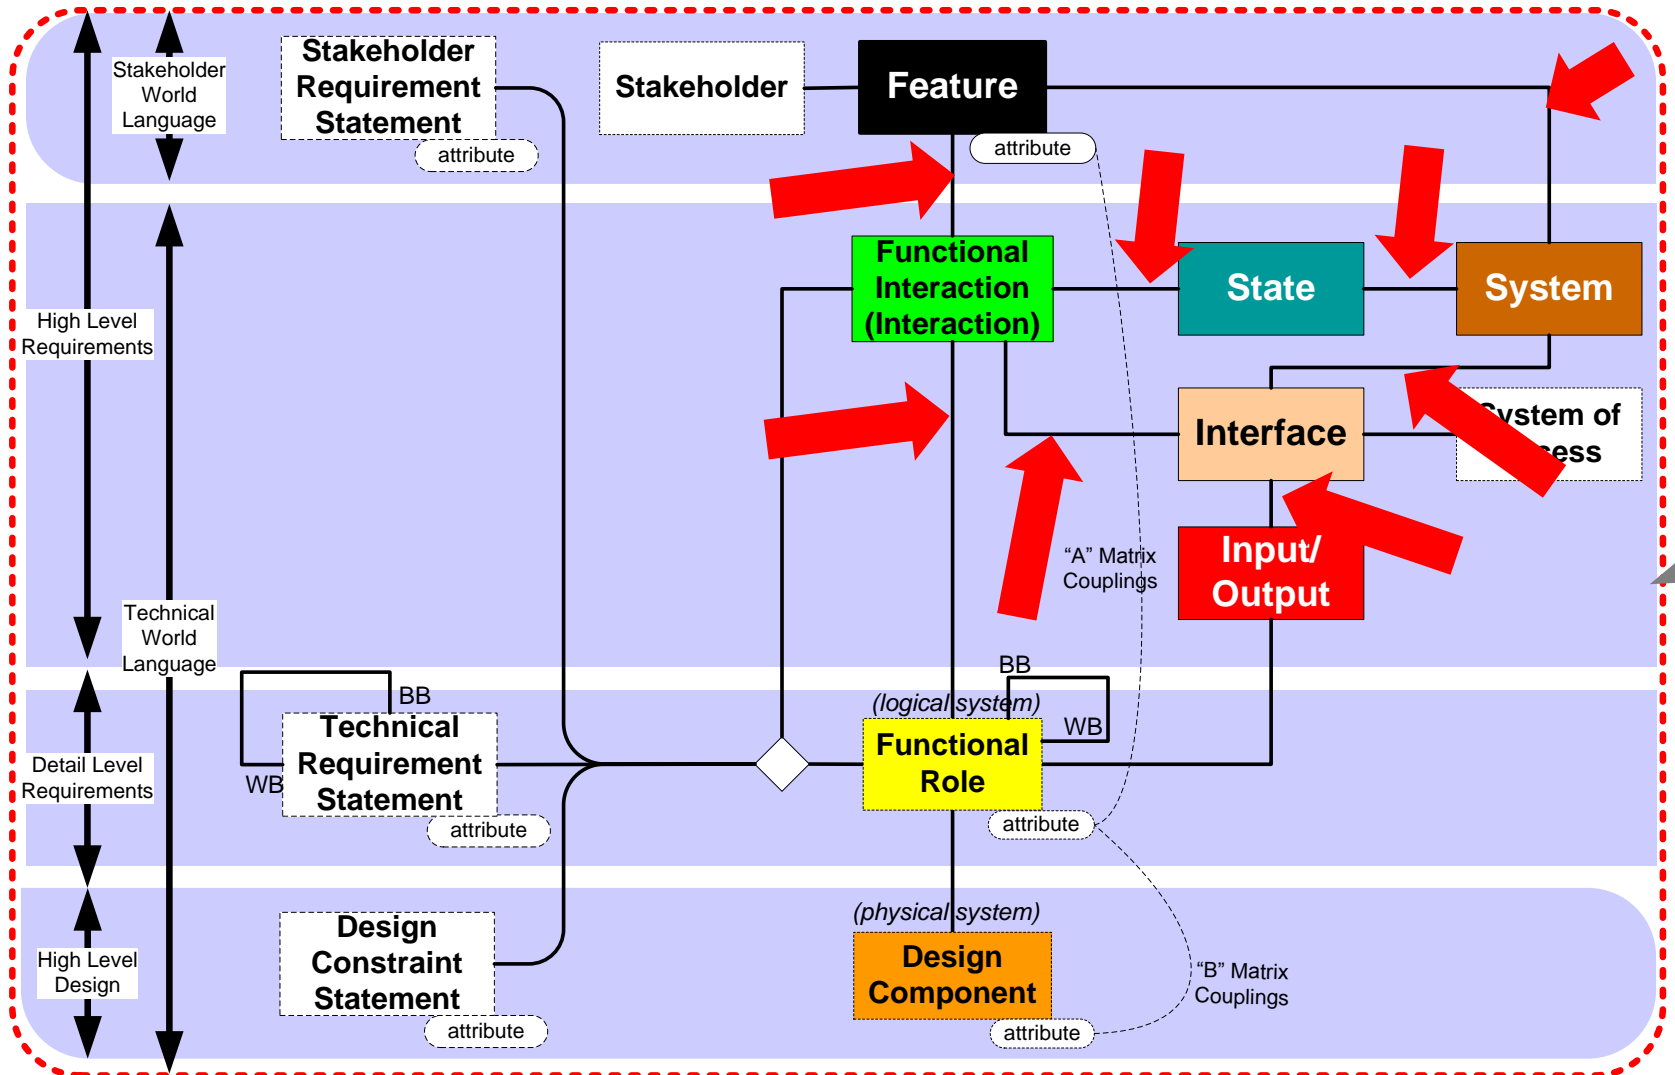 Stakeholder
World
Language
Stakeholder
Requirement
Statement
attribute
Stakeholder
Feature
attribute
High Level
Requirements
Functional
Interaction
(Interaction)
State
System
Interface
System of
"A" Matrix
Couplings
Input/
Output
Technical
World
Language
Detail Level
Requirements
BB
WB
Technical
Requirement
Statement
attribute
(logical system)
BB
WB
Functional
Role
attribute
High Level
Design
Design
Constraint
Statement
attribute
(physical system)
Design
Component
attribute
“B” Matrix
Couplings